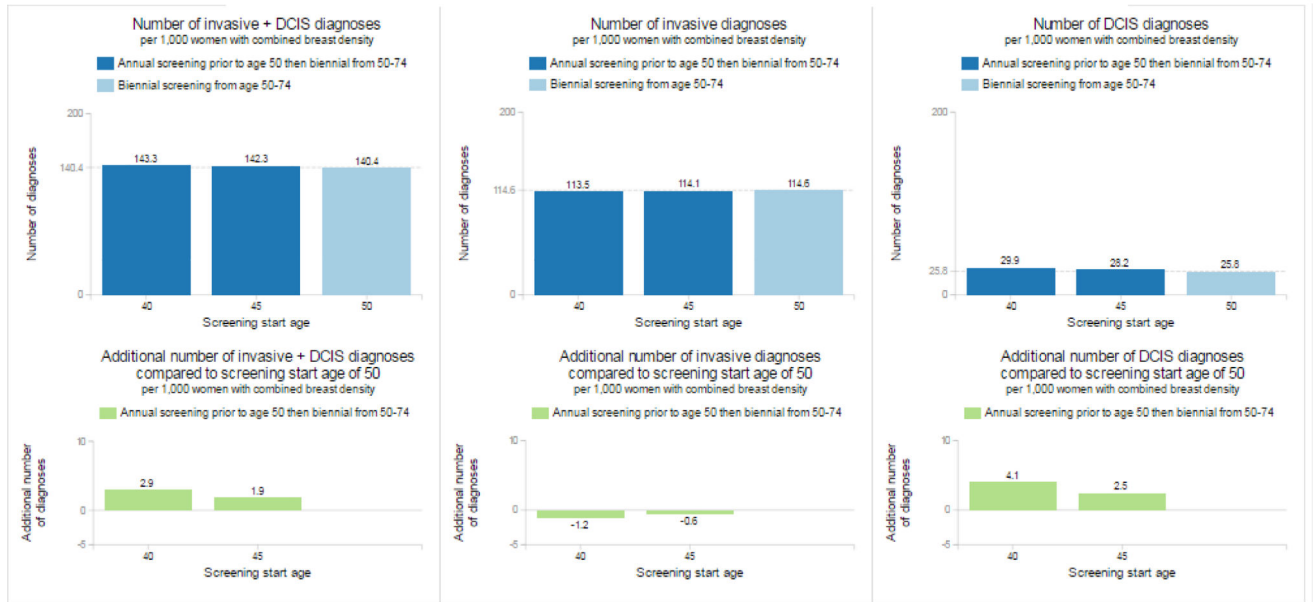 Number of invasive + DCIS diagnoses
per 1,000 women with combined breast density
Annual screening prior to age 50 then biennial from 50-74
Biennial screening from age 50-74
200
140.4
0
Number of diagnoses
143.3
142.3
140.4
40
45
50
Screening start age
Number of invasive diagnoses
per 1,000 women with combined breast density
Annual screening prior to age 50 then biennial from 50-74
Biennial screening from age 50-74
200
114.6
0
Number of diagnoses
113.5
114.1
114.6
40
45
50
Screening start age
Number of DCIS diagnoses
per 1,000 women with combined breast density
Annual screening prior to age 50 then biennial from 50-74
Biennial screening from age 50-74
200
25.8
0
Number of diagnoses
29.9
28.2
25.8
40
45
50
Screening start age
Additional number of invasive + DCIS diagnoses
compared to screening start age of 50
per 1,000 women with combined breast density
Annual screening prior to age 50 then biennial from 50-74
10
0
-5
Additional number
of diagnoses
2.9
1.9
40
45
Screening start age
Additional number of invasive diagnoses
compared to screening start age of 50
per 1,000 women with combined breast density
Annual screening prior to age 50 then biennial from 50-74
10
0
-5
Additional number
of diagnoses
-1.2
-0.6
40
45
Screening start age
Additional number of DCIS diagnoses
compared to screening start age of 50
per 1,000 women with combined breast density
Annual screening prior to age 50 then biennial from 50-74
10
0
-5
Additional number
of diagnoses
4.1
2.5
40
45
Screening start age